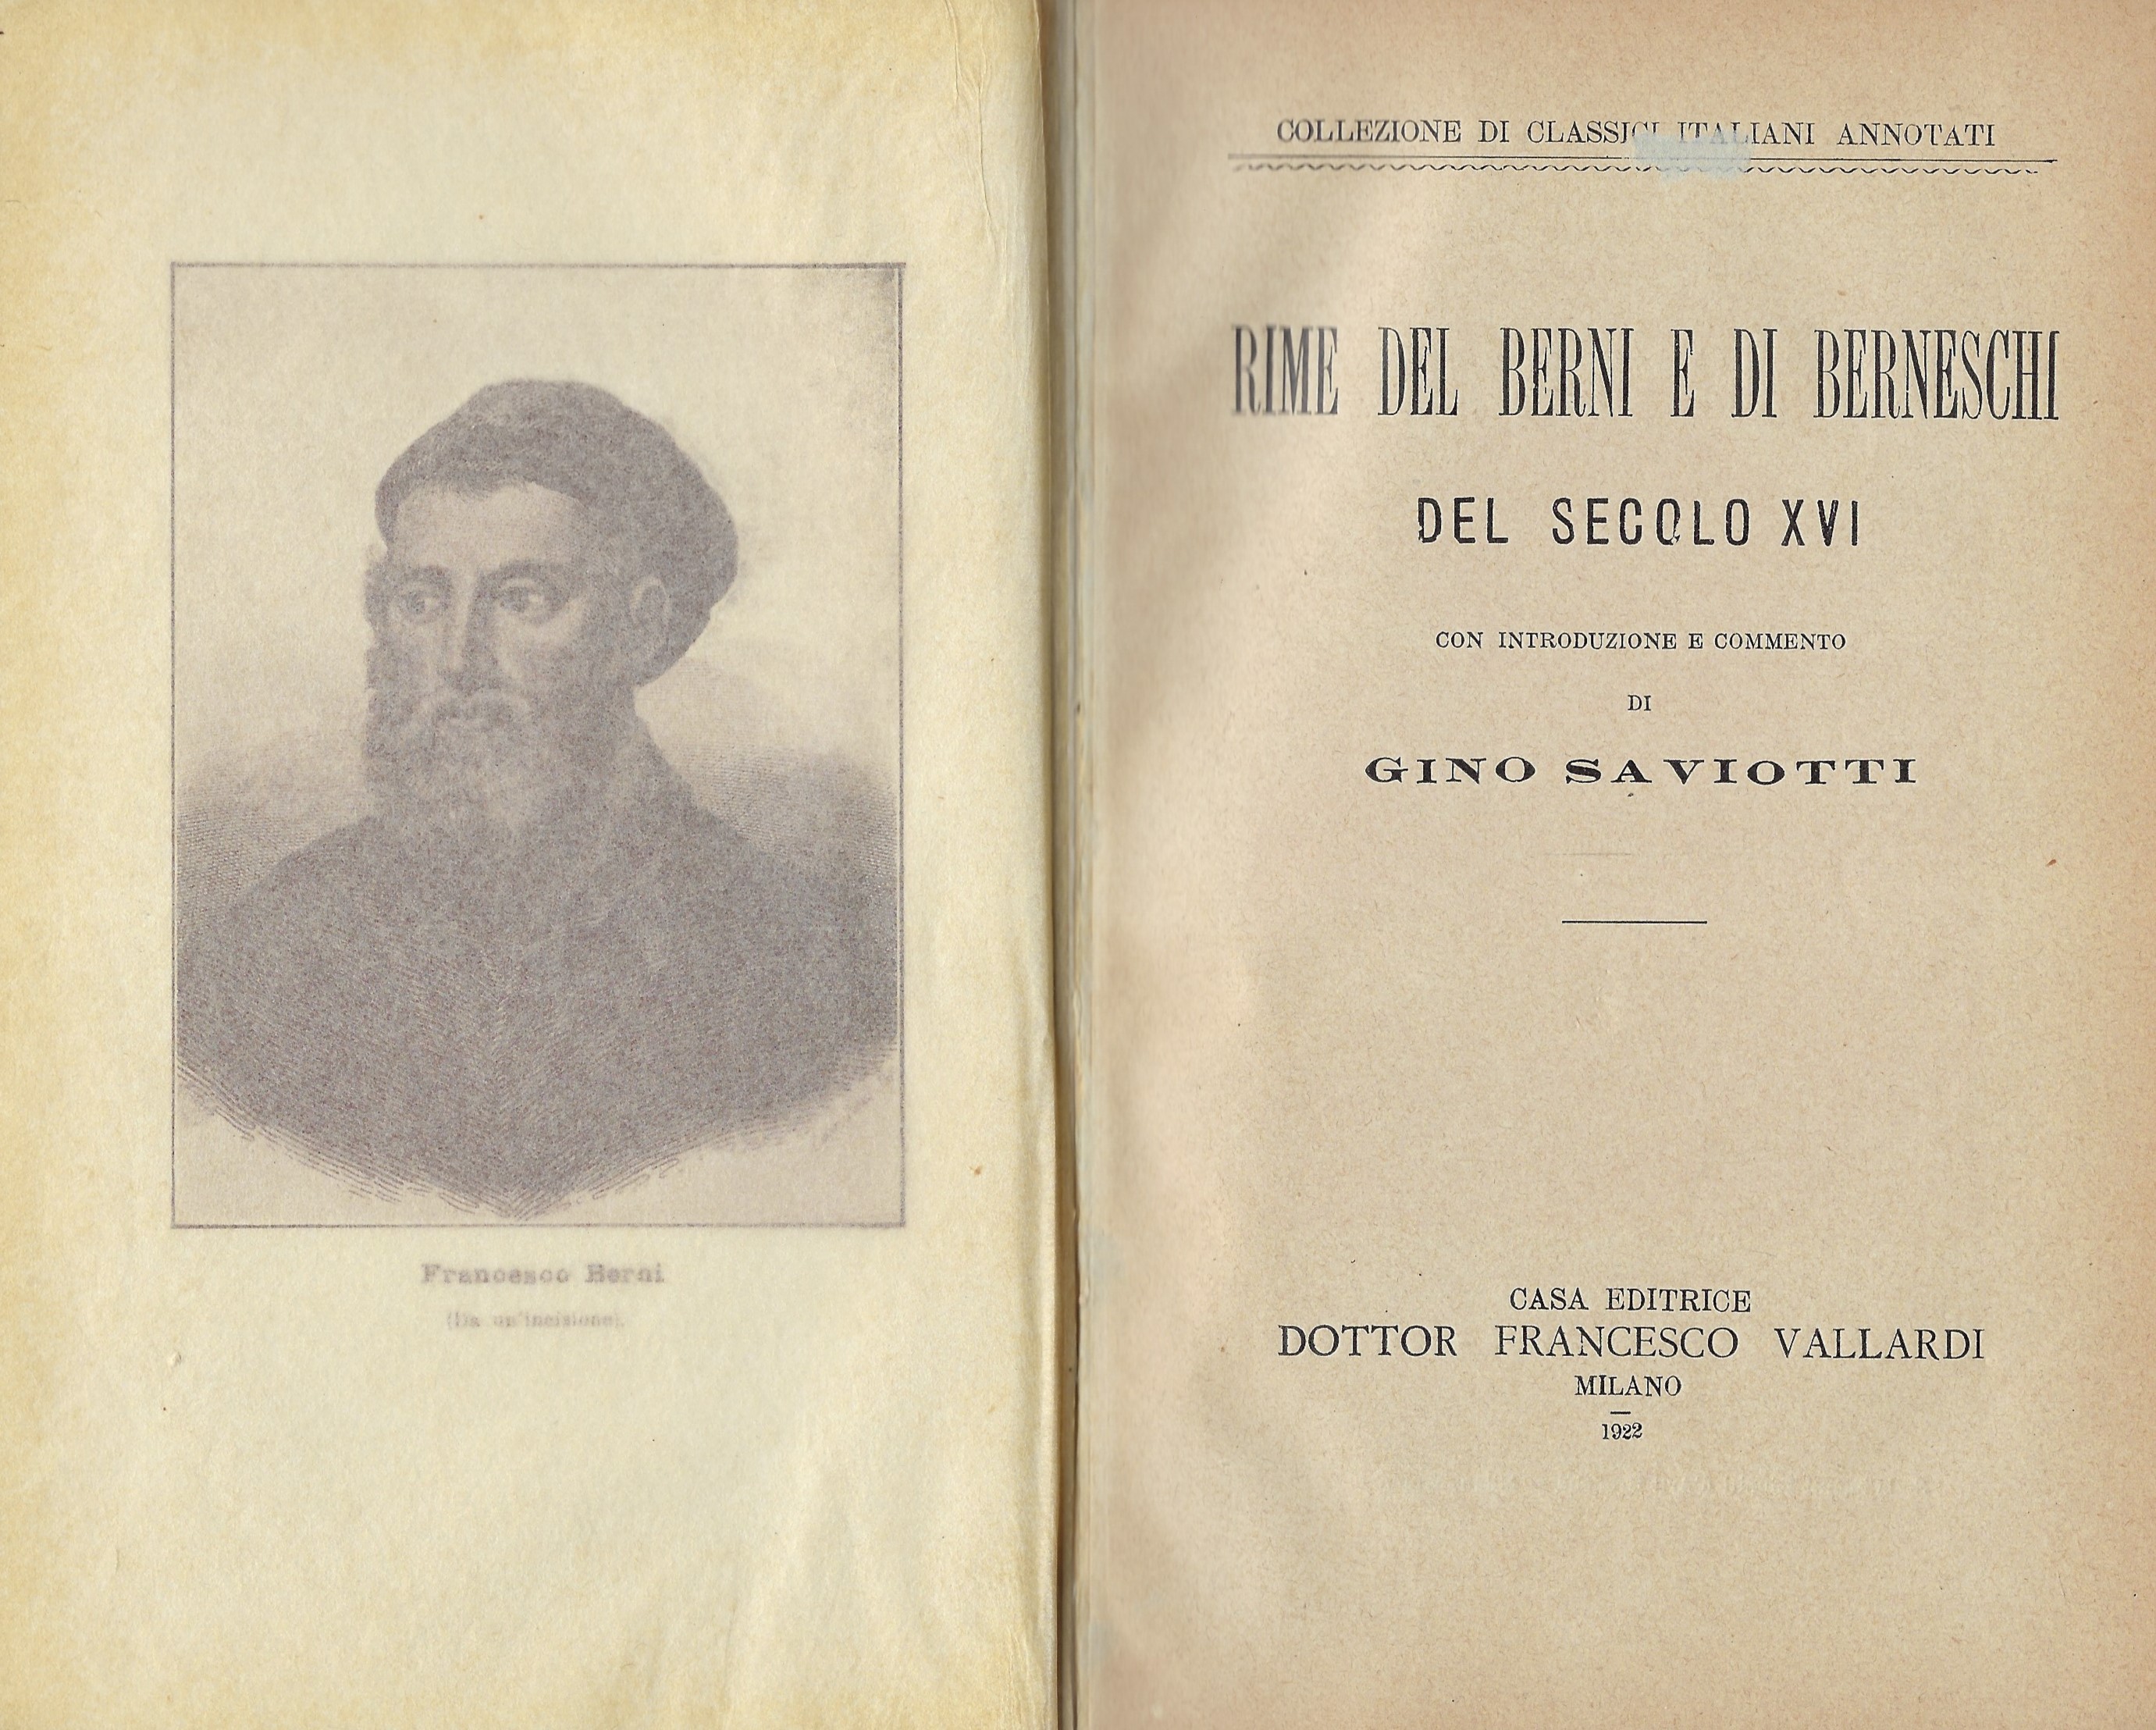 Francesco Berni
(Da un'incisione).
COLLEZIONE DI CLASSICI ITALIANI ANNOTATI
RIME DEL BERNI E DI BERNESCHI
DEL SECOLO XVI
CON INTRODUZIONE E COMMENTO
DI
GINO SAVIOTTI
CASA EDITRICE
DOTTOR FRANCESCO VALLARDI
MILANO
1922